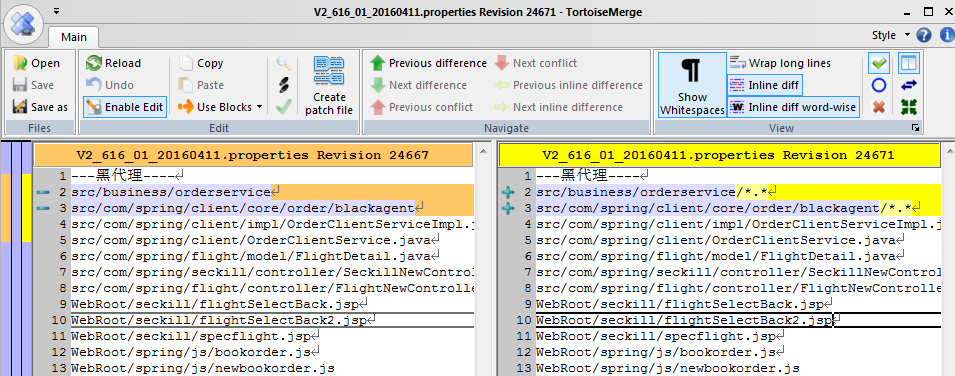 V2_616_01_20160411.properties Revision 24671 - TortoiseMerge
Main
Style
Open
Save
Save as
Files
Reload
Undo
Enable Edit
Copy
Paste
Use Blocks
Create
patch file
Edit
Previous difference
Next difference
Previous conflict
Next conflict
Previous inline difference
Next inline difference
Navigate
Show
Whitespaces
Wrap long lines
Inline diff
Inline diff word-wise
View
V2_616_01_20160411.properties Revision 24667
1 ---黑代理----
2 src/business/orderservice
3 src/com/spring/client/core/order/blackagent
4 src/com/spring/client/impl/OrderClientServiceImpl.j
5 src/com/spring/client/OrderClientService.java
6 src/com/spring/flight/model/FlightDetail.java
7 src/com/spring/seckill/controller/SeckillNewControl
8 src/com/spring/flight/controller/FlightNewControlle
9 WebRoot/seckill/flightSelectBack.jsp
10 WebRoot/seckill/flightSelectBack2.jsp
11 WebRoot/seckill/specflight.jsp
12 WebRoot/spring/js/bookorder.js
13 WebRoot/spring/js/newbookorder.js
V2_616_01_20160411.properties Revision 24671
1 ---黑代理----
2 src/business/orderservice/*.*
3 src/com/spring/client/core/order/blackagent/*.*
4 src/com/spring/client/impl/OrderClientServiceImpl.j
5 src/com/spring/client/OrderClientService.java
6 src/com/spring/flight/model/FlightDetail.java
7 src/com/spring/seckill/controller/SeckillNewContro
8 src/com/spring/flight/controller/FlightNewControlle
9 WebRoot/seckill/flightSelectBack.jsp
10 WebRoot/seckill/flightSelectBack2.jsp
11 WebRoot/seckill/specflight.jsp
12 WebRoot/spring/js/bookorder.js
13 WebRoot/spring/js/newbookorder.js